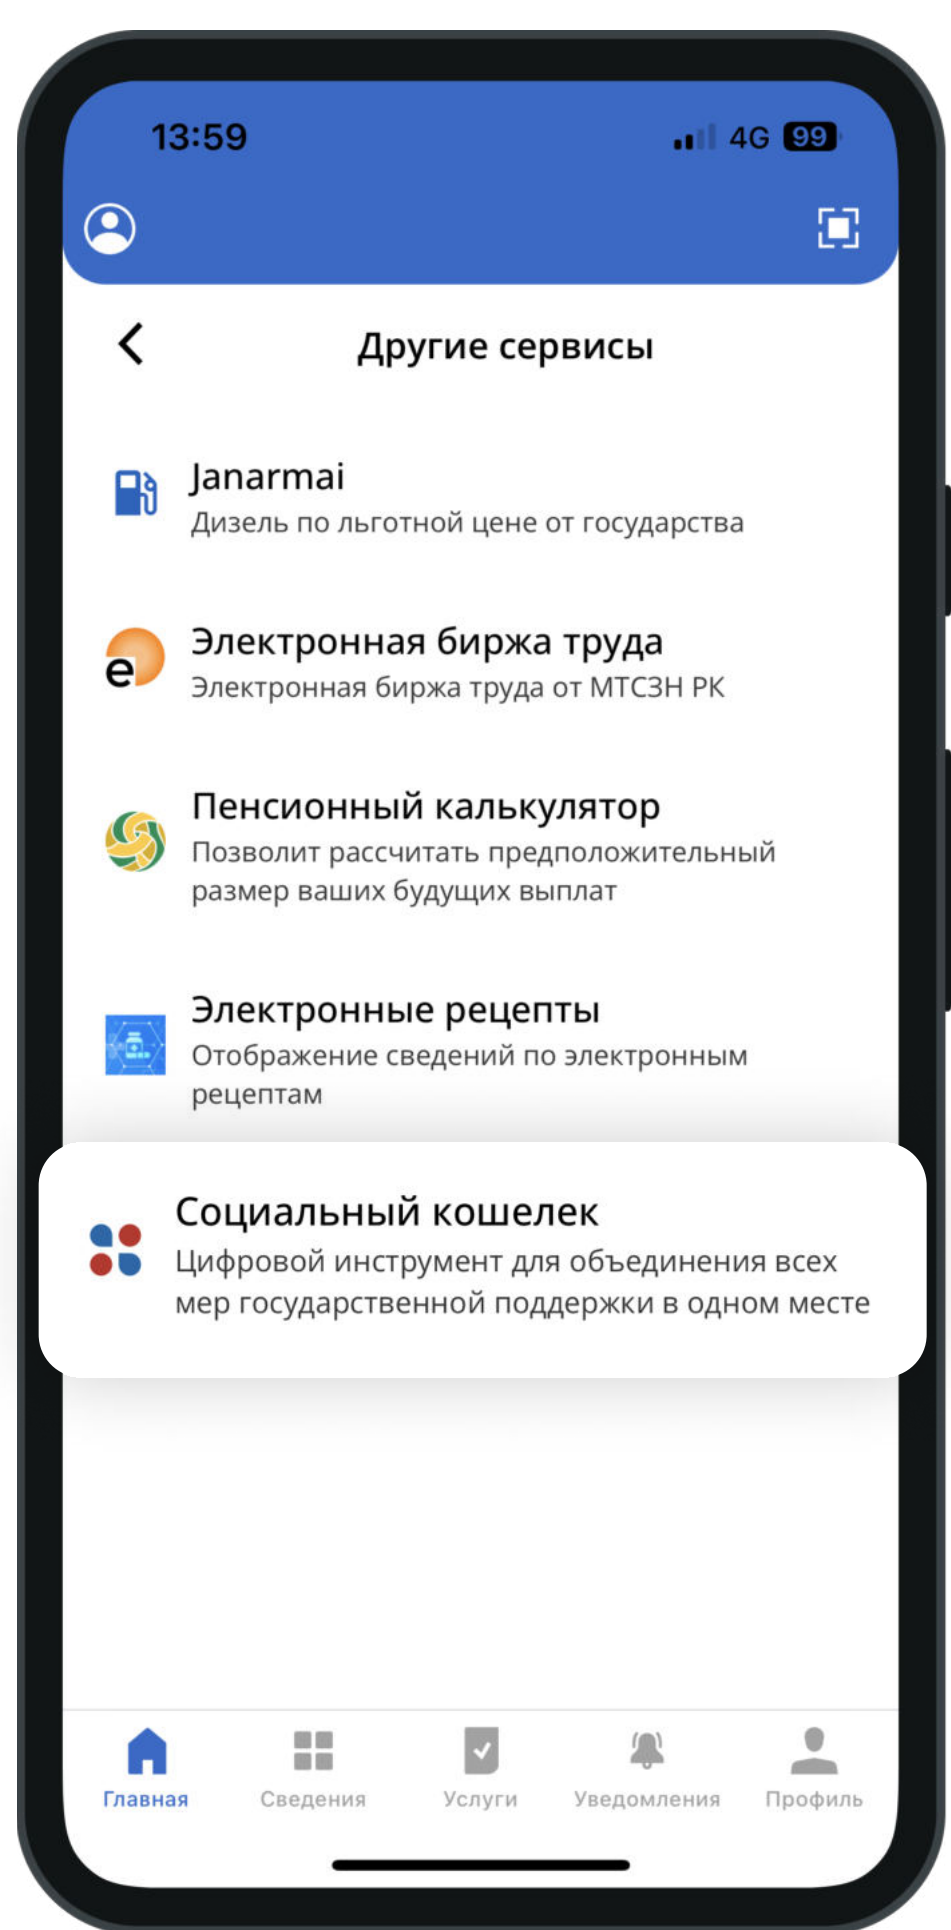 13:59
4G 99
Другие сервисы
Janarmai
Дизель по льготной цене от государства
e
Электронная биржа труда
Электронная биржа труда от МТСЗН РК
Пенсионный калькулятор
Позволит рассчитать предположительный
размер ваших будущих выплат
Электронные рецепты
Отображение сведений по электронным
рецептам
Социальный кошелек
Цифровой инструмент для объединения всех
мер государственной поддержки в одном месте
Главная Сведения Услуги Уведомления Профиль